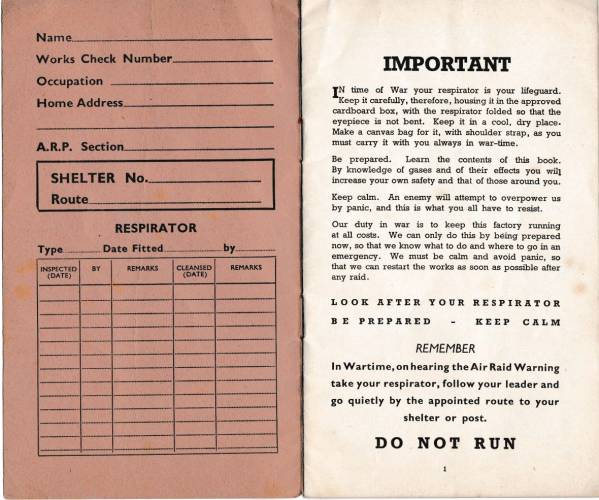 Name
Works Check Number
Occupation
Home Address
A.R.P. Section
SHELTER No.
Route
RESPIRATOR
Type Date Fitted by
INSPECTED (DATE) BY REMARKS CLEANSED (DATE) REMARKS
IMPORTANT
IN time of War your respirator is your lifeguard.
Keep it carefully, therefore, housing it in the approved
cardboard box, with the respirator folded so that the
eyepiece is not bent. Keep it in a cool, dry place.
Make a canvas bag for it, with shoulder strap, as you
must carry it with you always in war-time.
Be prepared. Learn the contents of this book.
By knowledge of gases and of their effects you will
increase your own safety and that of those around you.
Keep calm. An enemy will attempt to overpower us
by panic, and this is what you all have to resist.
Our duty in war is to keep this factory running
at all costs. We can only do this by being prepared
now, so that we know what to do and where to go in an
emergency. We must be calm and avoid panic, so
that we can restart the works as soon as possible after
any raid.
LOOK AFTER YOUR RESPIRATOR
BE PREPARED - KEEP CALM
REMEMBER
In Wartime, on hearing the Air Raid Warning
take your respirator, follow your leader and
go quietly by the appointed route to your
shelter or post.
DO NOT RUN
1